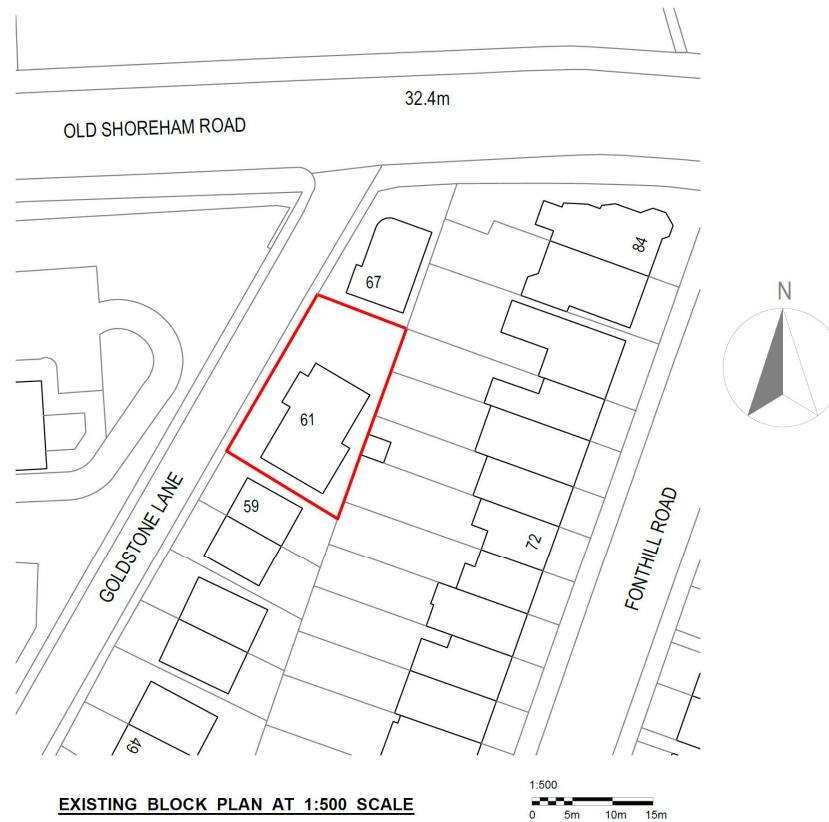 32.4m
OLD SHOREHAM ROAD
84
67
N
61
59
GOLDSTONE LANE
72
FONTHILL ROAD
49
1:500
EXISTING BLOCK PLAN AT 1:500 SCALE
0 5m 10m 15m